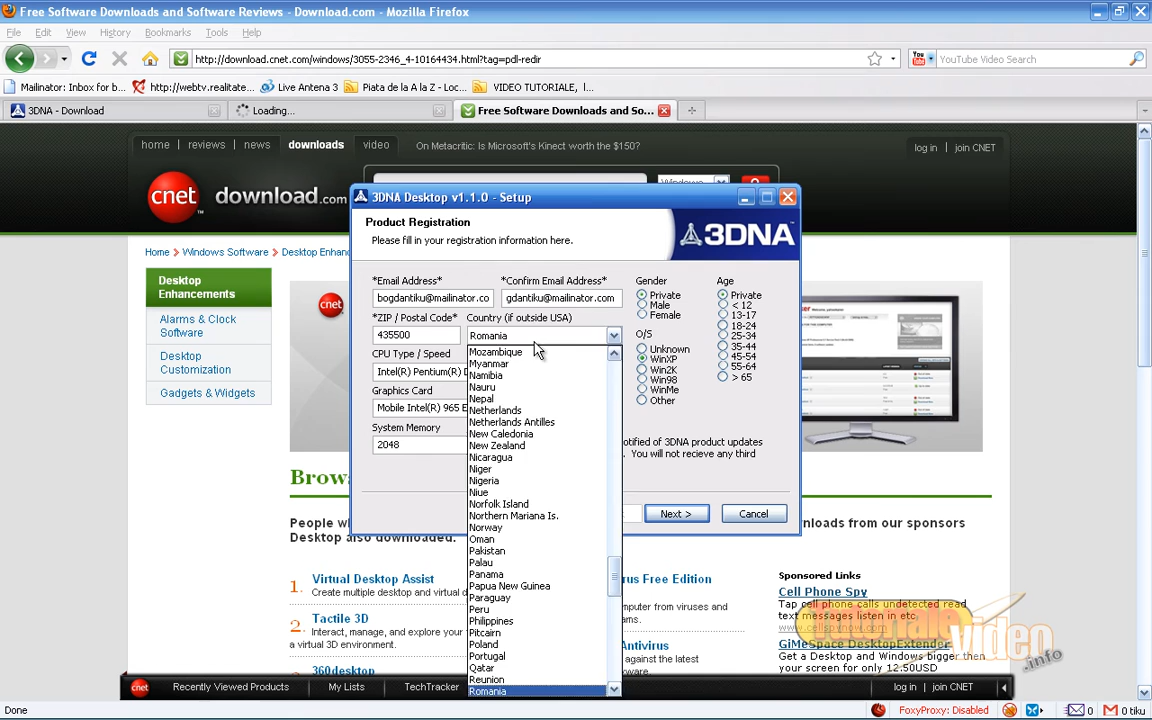 Free Software Downloads and Software Reviews - Download.com - Mozilla Firefox
File Edit View History Bookmarks Tools Help
http://download.cnet.com/windows/3055-2346_4-10164434.html?tag=pdl-redir
YouTube Video Search
Mailinator: Inbox for b... http://webtv.realitate... Live Antena 3 Piata de la A la Z - Loc... VIDEO TUTORIALE, I...
3DNA - Download Loading... Free Software Downloads and So...
home | reviews | news downloads video On Metacritic: Is Microsoft's Kinect worth the $150? log in | join CNET
cnet download.com
Windows
Home > Windows Software > Desktop Enhanc
Desktop Enhancements
Alarms & Clock Software
Desktop Customization
Gadgets & Widgets
3DNA Desktop v1.1.0 - Setup
Product Registration
Please fill in your registration information here.
3DNA
*Email Address* *Confirm Email Address*
bogdantiku@mailinator.co gdantiku@mailinator.com
*ZIP / Postal Code* Country (if outside USA)
435500 Romania
CPU Type / Speed
Intel(R) Pentium(R) D
Graphics Card
Mobile Intel(R) 965 E
System Memory
2048
Gender
Private
Male
Female
O/S
Unknown
WinXP
Win2K
Win98
WinMe
Other
Age
Private
< 12
13-17
18-24
25-34
35-44
45-54
55-64
> 65
Mozambique
Myanmar
Namibia
Nauru
Nepal
Netherlands
Netherlands Antilles
New Caledonia
New Zealand
Nicaragua
Niger
Nigeria
Niue
Norfolk Island
Northern Mariana Is.
Norway
Oman
Pakistan
Palau
Panama
Papua New Guinea
Paraguay
Peru
Philippines
Pitcairn
Poland
Portugal
Qatar
Reunion
Romania
notified of 3DNA product updates
. You will not recieve any third
Next > Cancel
cnet
Brow
People w
Desktop also downloaded.
wnloads from our sponsors
1. Virtual Desktop Assist
Create multiple desktop and virtual d
2. Tactile 3D
Interact, manage, and explore your
a virtual 3D environment.
360desktop
rus Free Edition
omputer from viruses and
ams.
Antivirus
against the latest
Sponsored Links
Cell Phone Spy
Tap cell phone calls undetected read
text messages listen in etc
www.cellspynow.com
GiMeSpace DesktopExtender
Get a Desktop and Windows bigger then
your screen for only 12.50USD
Tutoriale video .info
cnet Recently Viewed Products | My Lists | TechTracker log in | join CNET
Done FoxyProxy: Disabled 0 0 tiku